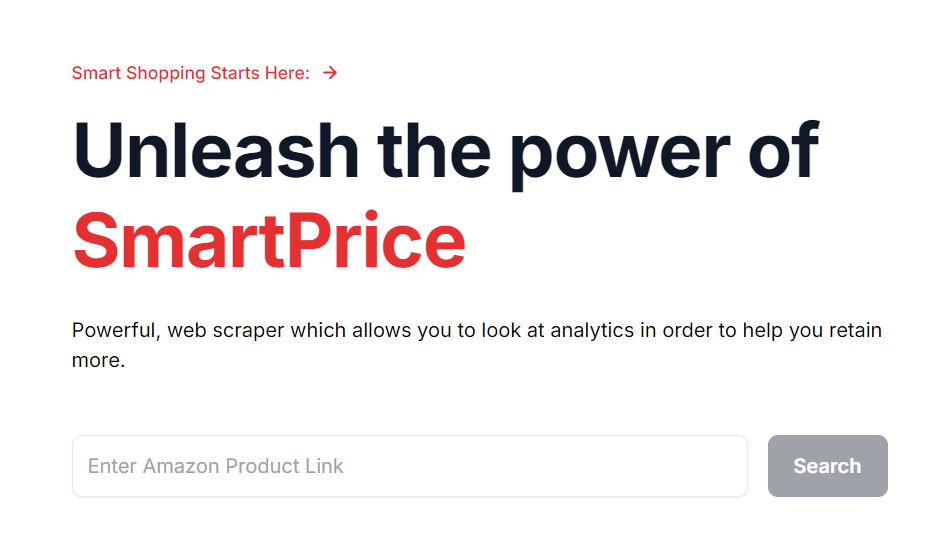 Smart Shopping Starts Here: →
Unleash the power of
SmartPrice
Powerful, web scraper which allows you to look at analytics in order to help you retain
more.
Enter Amazon Product Link
Search